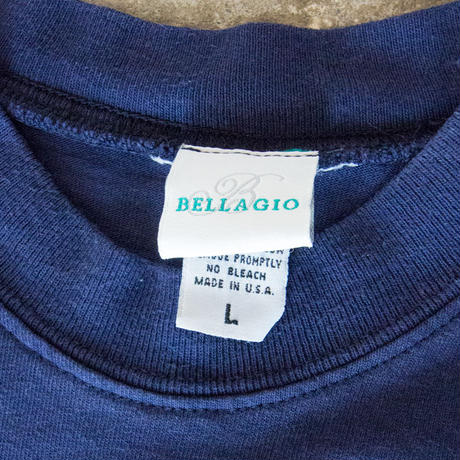 B
BELLAGIO
PROMPTLY
NO BLEACH
MADE IN U.S.A.
L